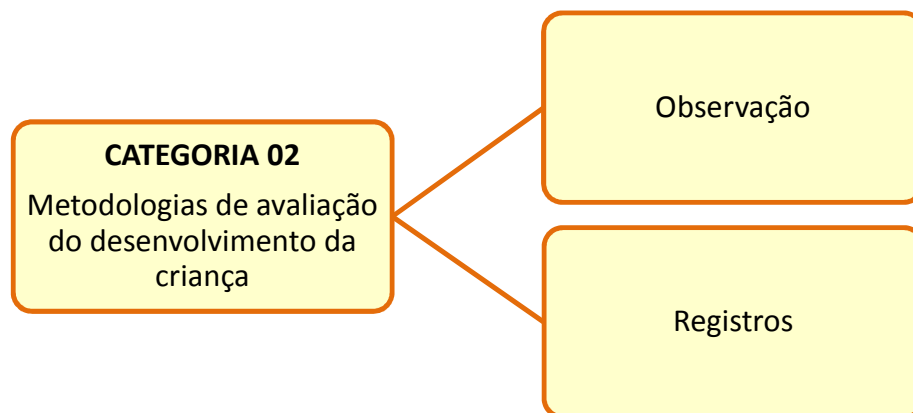 CATEGORIA 02
Metodologias de avaliação
do desenvolvimento da
criança
Observação
Registros